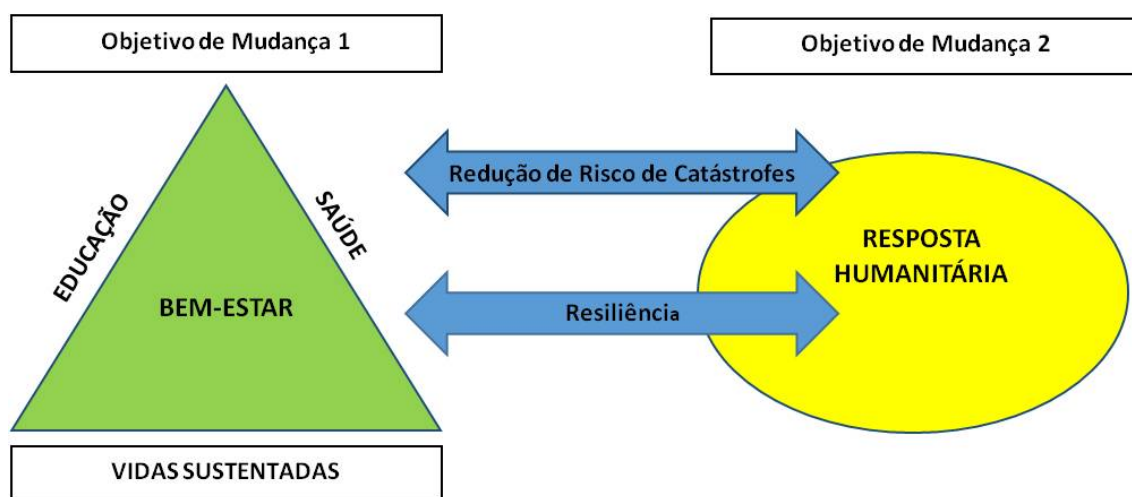 Objetivo de Mudança 1
Objetivo de Mudança 2
Redução de Risco de Catástrofes
EDUCAÇÃO
SAÚDE
RESPOSTA
HUMANITÁRIA
BEM-ESTAR
Resiliência
VIDAS SUSTENTADAS